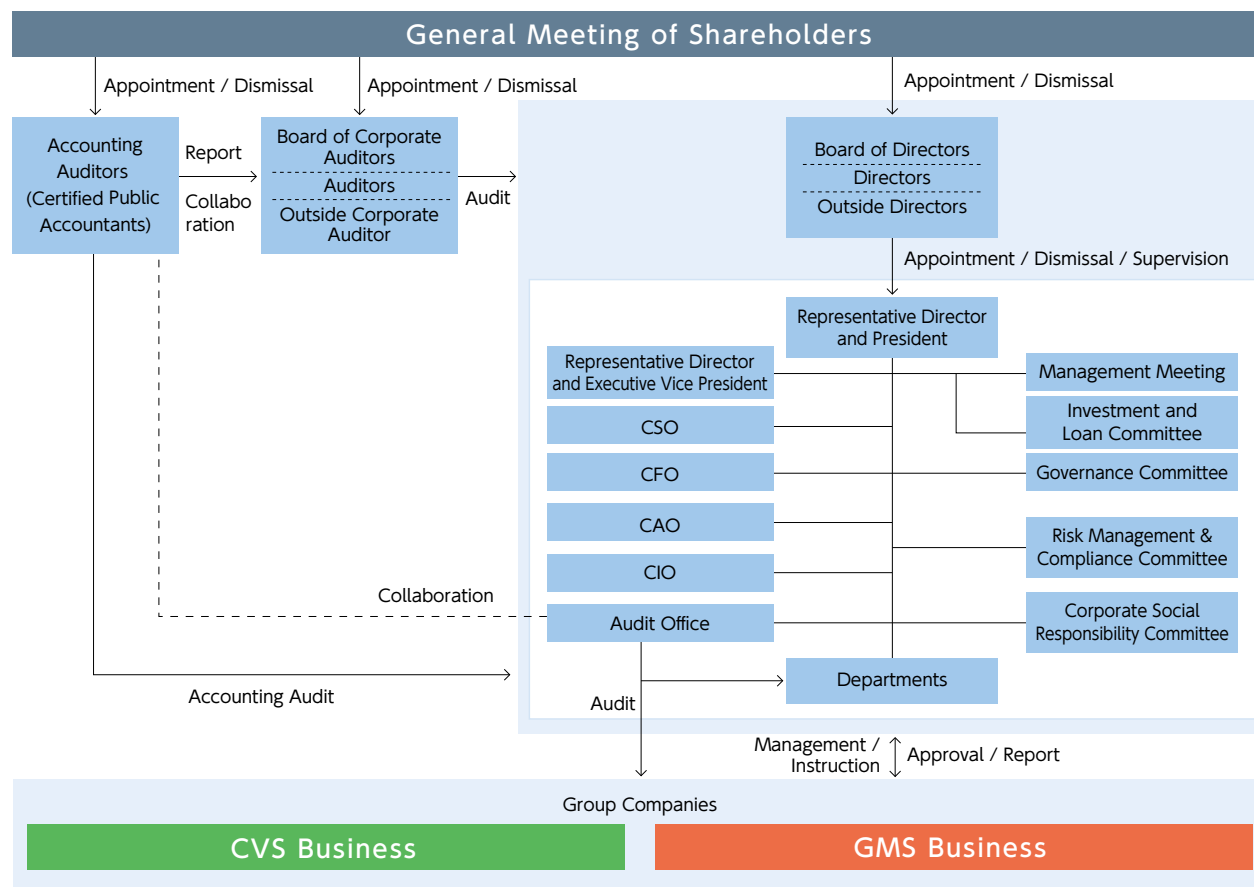 General Meeting of Shareholders
Appointment / Dismissal
Appointment / Dismissal
Appointment / Dismissal
Accounting
Auditors
(Certified Public
Accountants)
Report
Collabo
ration
Board of Corporate
Auditors
Auditors
Outside Corporate
Auditor
Audit
Board of Directors
Directors
Outside Directors
Appointment / Dismissal / Supervision
Representative Director
and President
Representative Director
and Executive Vice President
CSO
CFO
CAO
CIO
Audit Office
Management Meeting
Investment and
Loan Committee
Governance Committee
Risk Management &
Compliance Committee
Corporate Social
Responsibility Committee
Collaboration
Departments
Accounting Audit
Audit
Management /
Instruction
Approval / Report
Group Companies
CVS Business
GMS Business